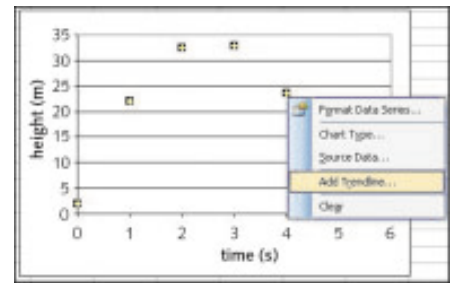 35
30
25
20
15
10
5
0
height (m)
0 1 2 3 4 5 6
time (s)
Format Data Series...
Chart Type...
Source Data...
Add Trendline...
Clear